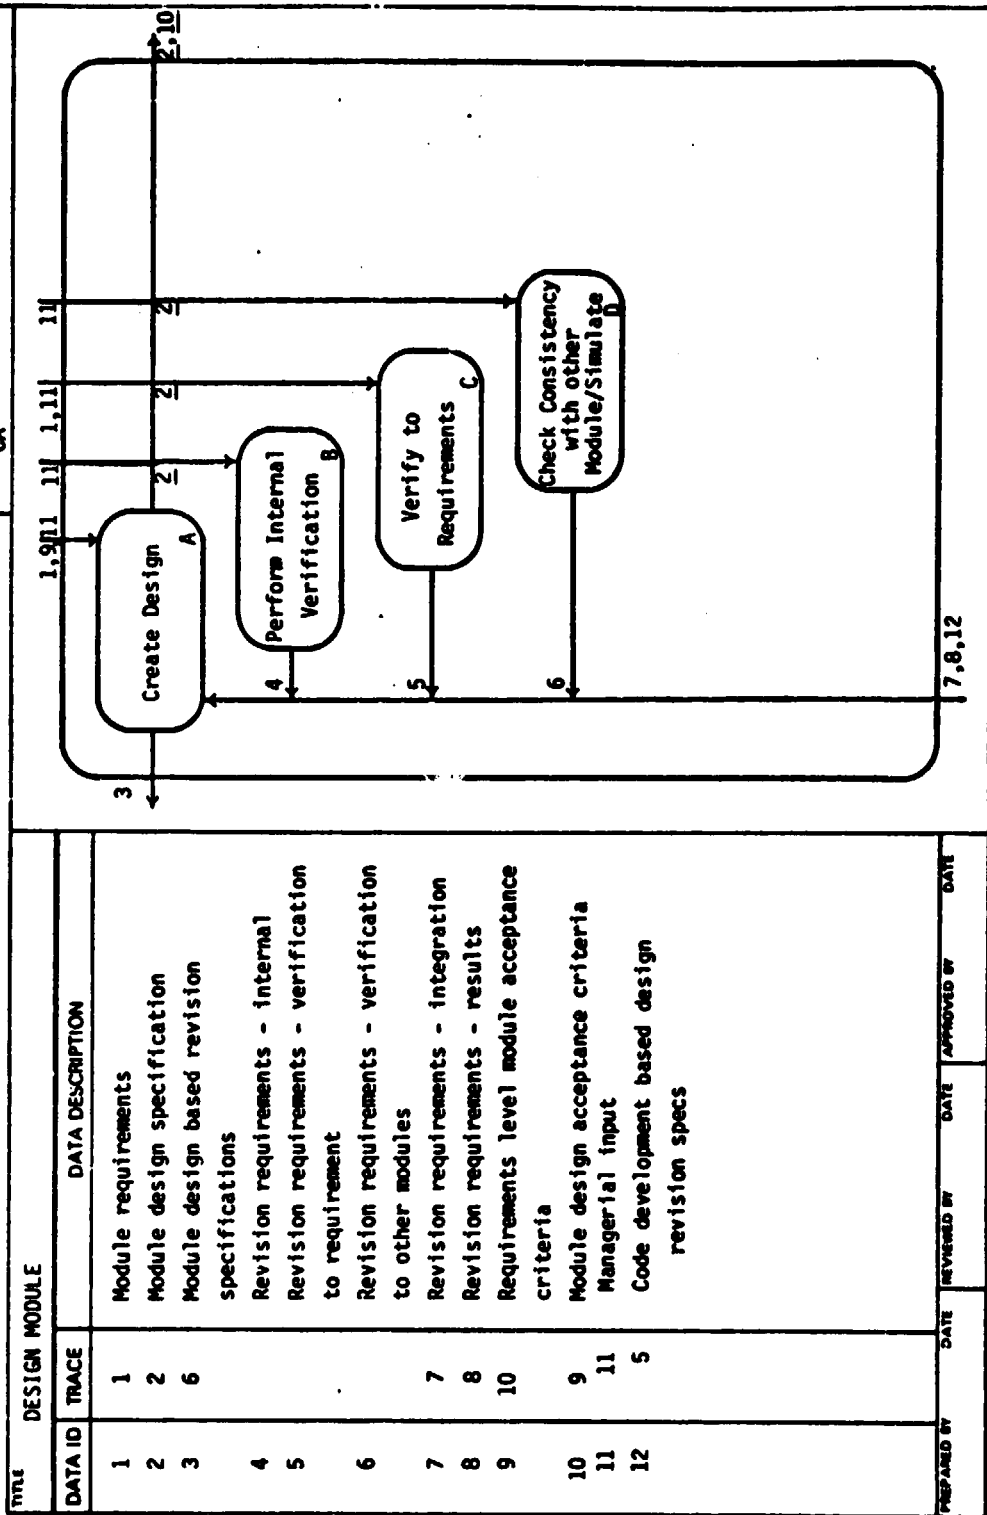 TITLE
DESIGN MODULE
DATA ID TRACE DATA DESCRIPTION
1 1 Module requirements
2 2 Module design specification
3 6 Module design based revision
specifications
4 Revision requirements - internal
5 Revision requirements - verification
to requirement
6 Revision requirements - verification
to other modules
7 7 Revision requirements - integration
8 8 Revision requirements - results
9 10 Requirements level module acceptance
criteria
10 9 Module design acceptance criteria
11 11 Managerial input
12 5 Code development based design
revision specs
PREPARED BY DATE REVIEWED BY DATE APPROVED BY DATE
3
1,9,11
11
1,11
11
2,10
Create Design
A
2
2
2
Perform Internal
Verification
B
4
Verify to
Requirements
C
5
Check Consistency
with other
Module/Simulate
D
6
7,8,12